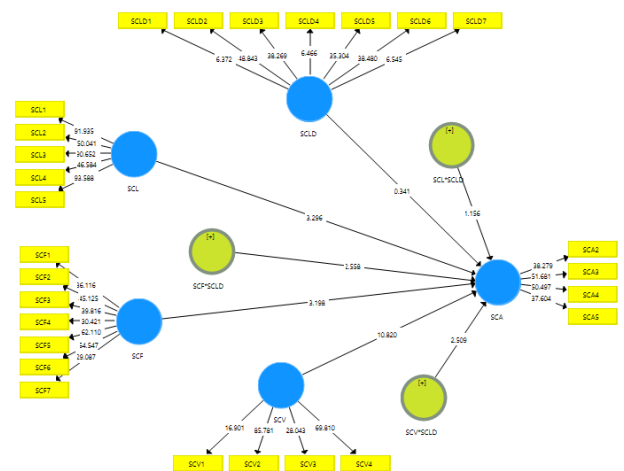 SCLD1 SCLD2 SCLD3 SCLD4 SCLD5 SCLD6 SCLD7
6.372 48.843 38.269 6.466 35.304 38.480 6.545
SCLD
SCL1
SCL2
SCL3
SCL4
SCL5
91.935
50.041
30.652
46.584
93.588
SCL
[+]
SCL*SCLD
0.341
1.156
3.296
[+]
SCF*SCLD
2.558
SCF1
SCF2
SCF3
SCF4
SCF5
SCF6
SCF7
36.116
45.125
39.816
30.421
62.110
54.547
29.087
SCF
3.198
SCA
38.279
51.681
50.497
37.604
SCA2
SCA3
SCA4
SCA5
10.820
2.509
[+]
SCV*SCLD
SCV
16.901 85.781 28.043 69.810
SCV1 SCV2 SCV3 SCV4